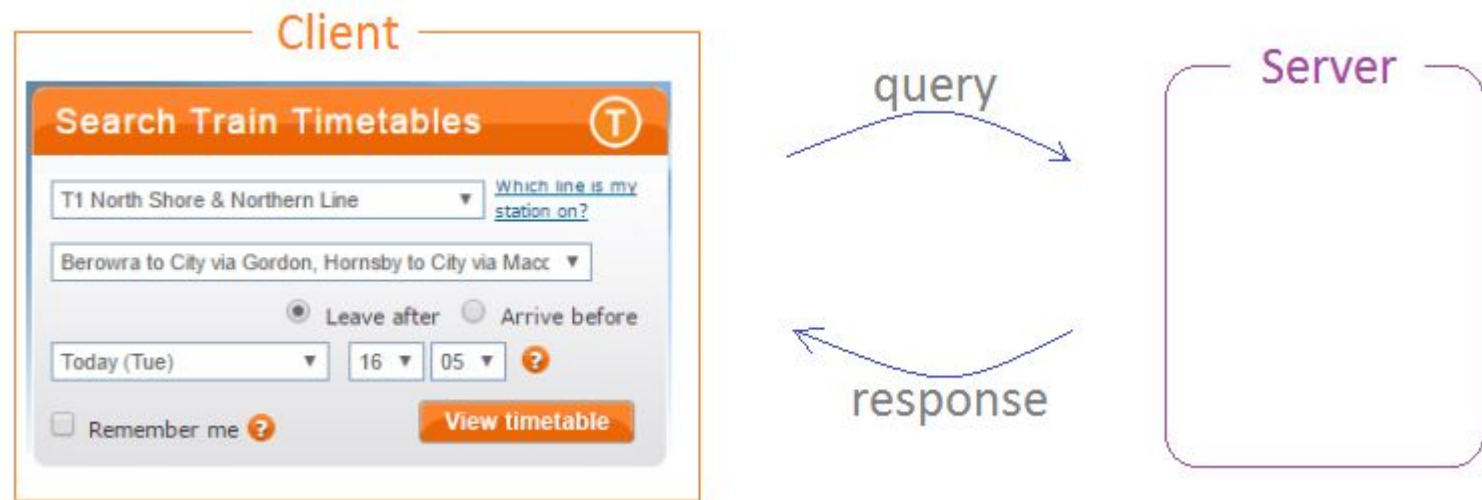 Client
Search Train Timetables
T
T1 North Shore & Northern Line
Which line is my
station on?
Berowra to City via Gordon, Hornsby to City via Macc
Leave after
Arrive before
Today (Tue)
16
05
?
Remember me
?
View timetable
query
response
Server